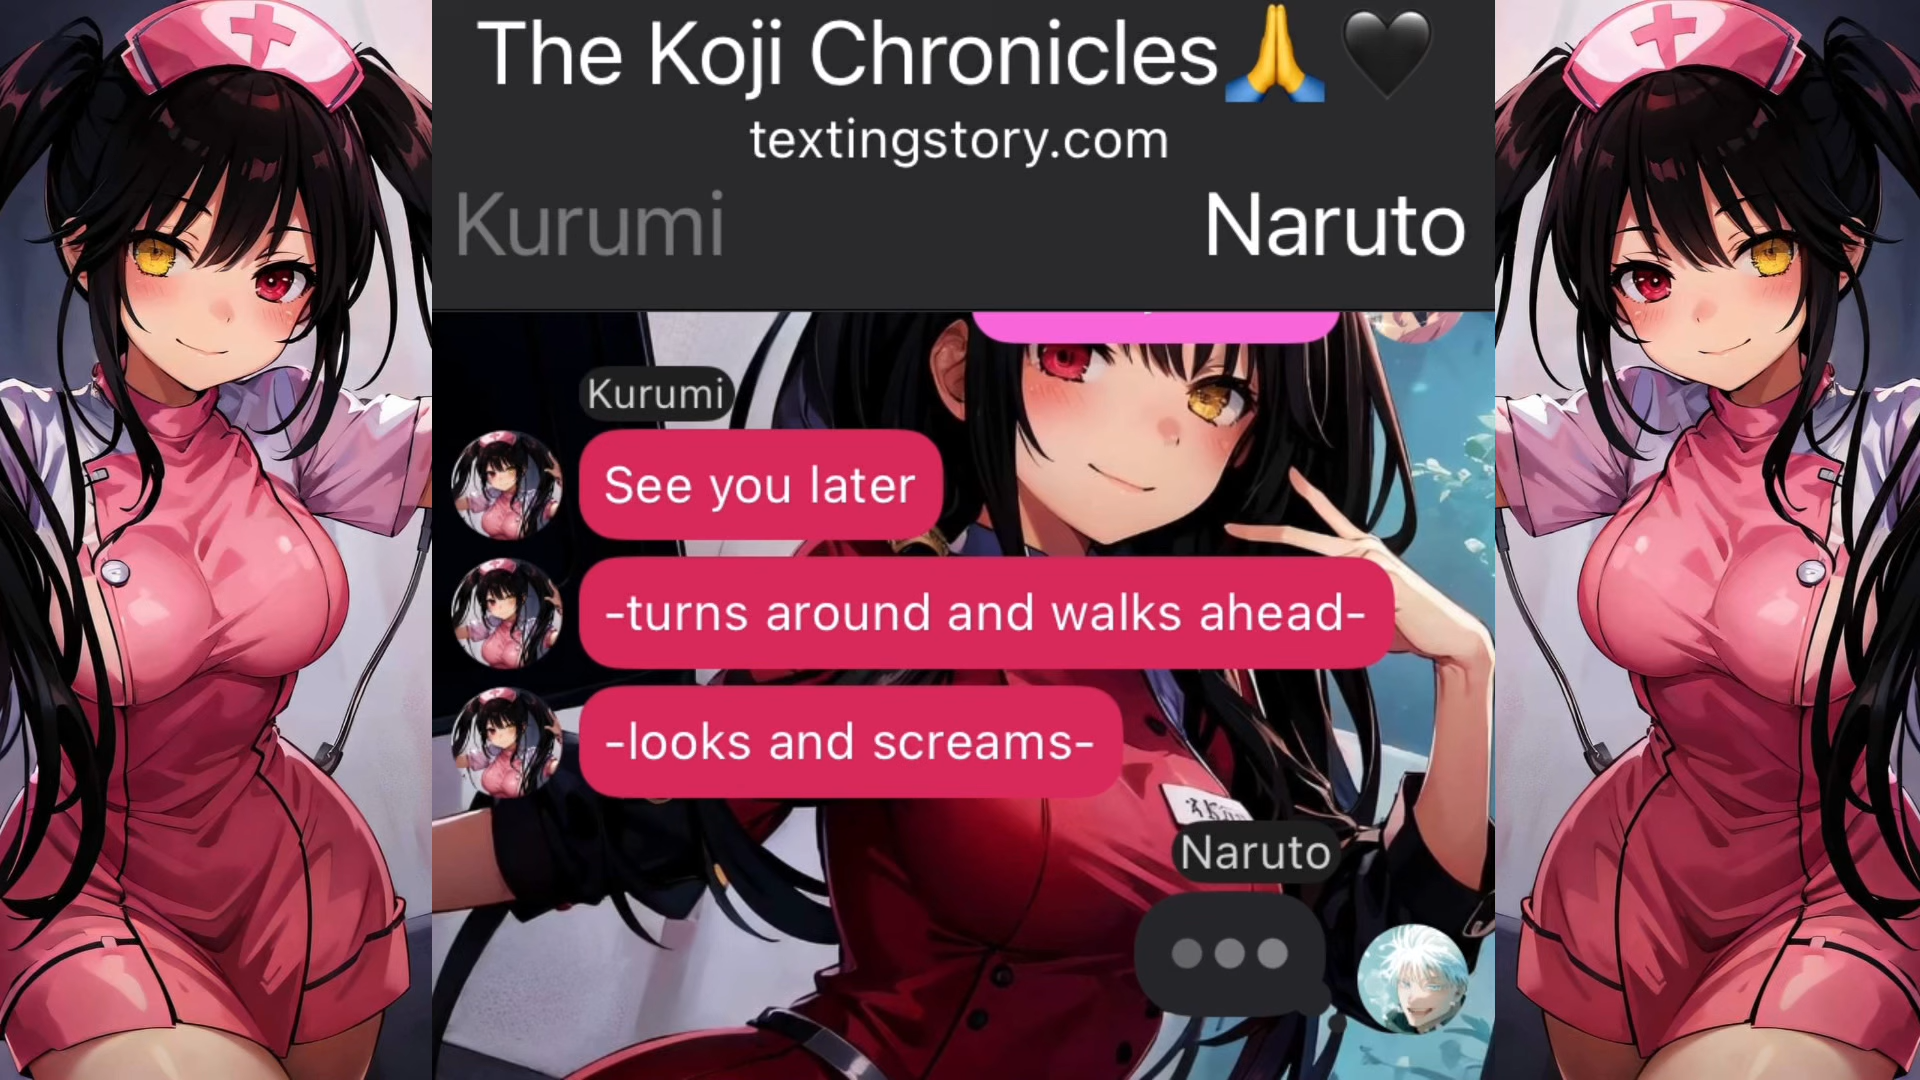 The Koji Chronicles🙏🖤
textingstory.com
Kurumi
Naruto
Kurumi
See you later
-turns around and walks ahead-
-looks and screams-
Naruto